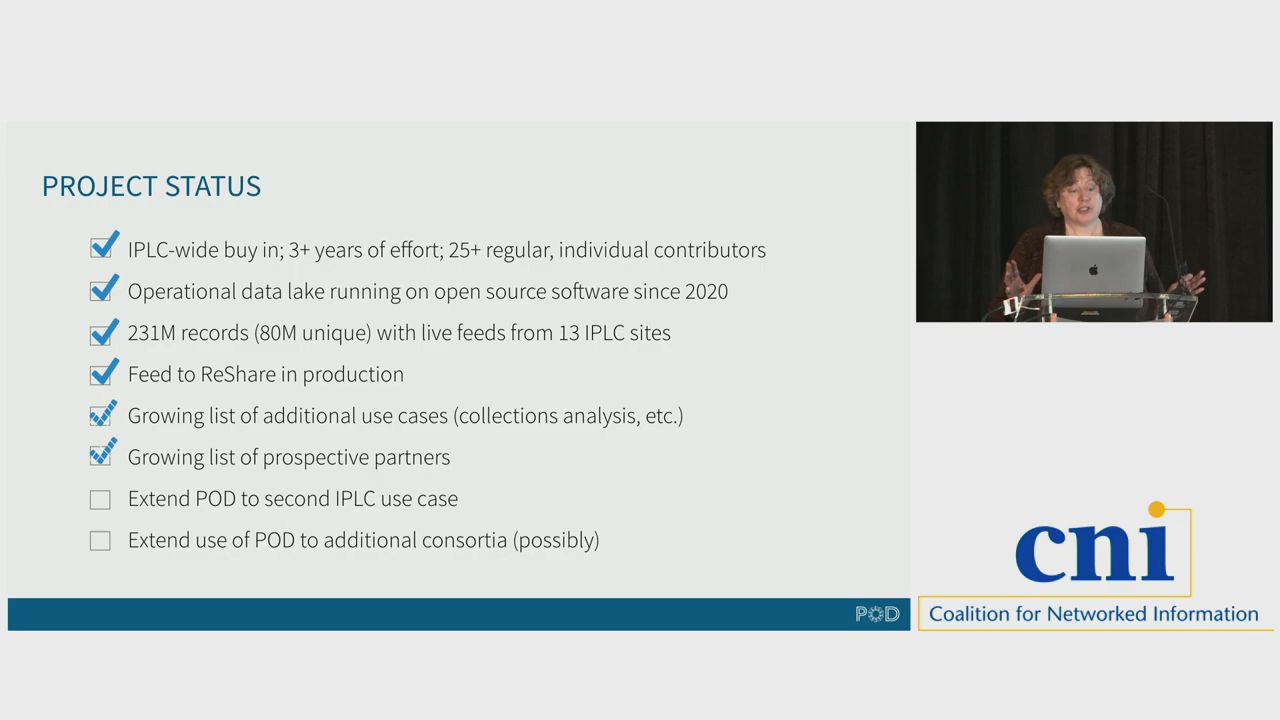 PROJECT STATUS
IPLC-wide buy in; 3+ years of effort; 25+ regular, individual contributors
Operational data lake running on open source software since 2020
231M records (80M unique) with live feeds from 13 IPLC sites
Feed to ReShare in production
Growing list of additional use cases (collections analysis, etc.)
Growing list of prospective partners
Extend POD to second IPLC use case
Extend use of POD to additional consortia (possibly)
POD
cni
Coalition for Networked Information